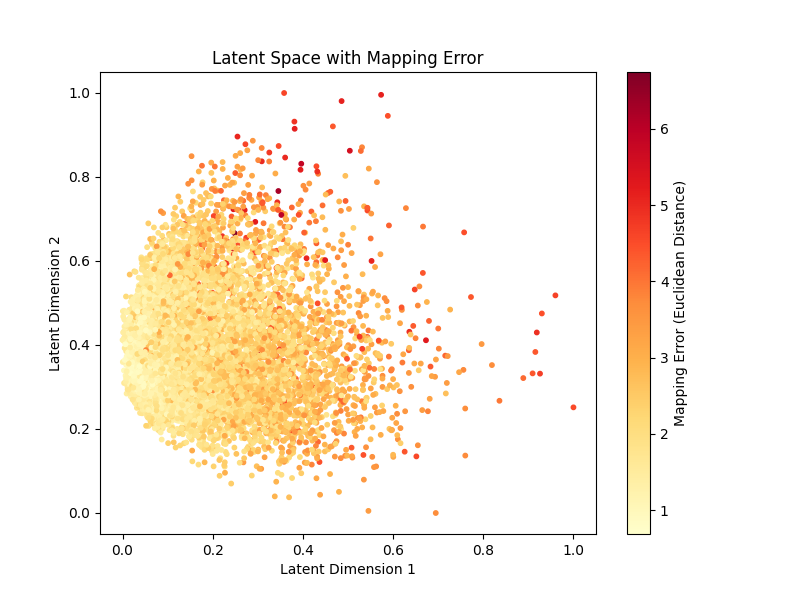 Latent Space with Mapping Error
1.0
0.8
0.6
0.4
0.2
0.0
Latent Dimension 2
0.0 0.2 0.4 0.6 0.8 1.0
Latent Dimension 1
6
5
4
3
2
1
Mapping Error (Euclidean Distance)